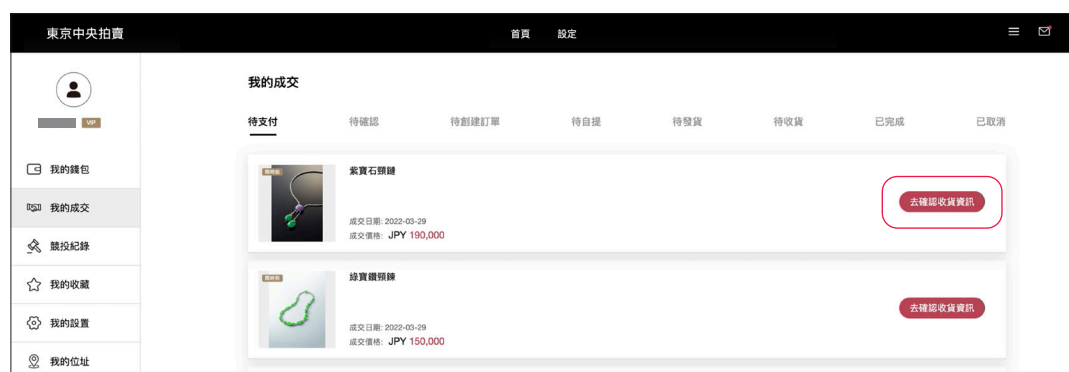 東京中央拍賣
首頁 設定
VIP
我的錢包
我的成交
競投紀錄
我的收藏
我的設置
我的位址
我的成交
待支付 待確認 待創建訂單 待自提 待發貨 待收貨 已完成 已取消
紫寶石頸鏈
成交日期: 2022-03-29
成交價格: JPY 190,000
去確認收貨資訊
綠寶鑽頸鍊
成交日期: 2022-03-29
成交價格: JPY 150,000
去確認收貨資訊